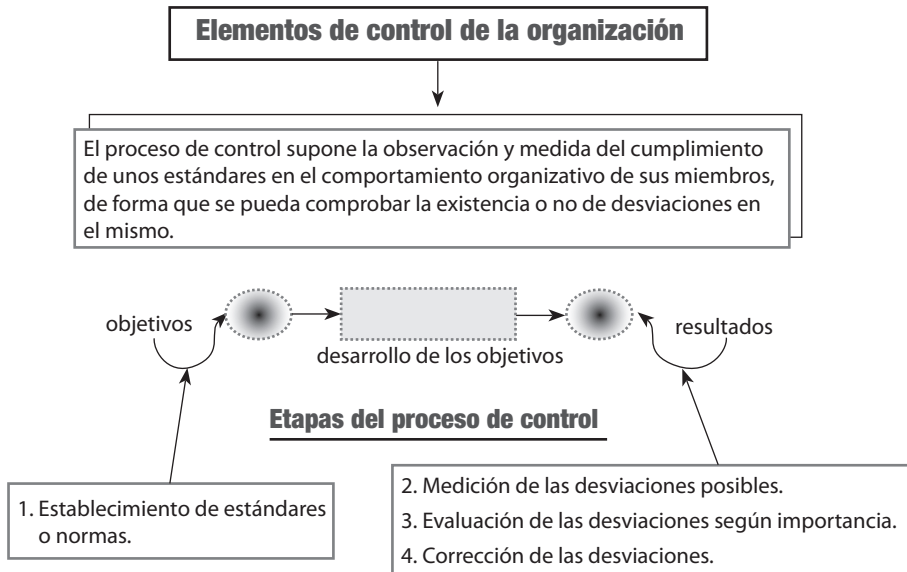 Elementos de control de la organización
El proceso de control supone la observación y medida del cumplimiento
de unos estándares en el comportamiento organizativo de sus miembros,
de forma que se pueda comprobar la existencia o no de desviaciones en
el mismo.
objetivos
resultados
desarrollo de los objetivos
Etapas del proceso de control
1. Establecimiento de estándares
o normas.
2. Medición de las desviaciones posibles.
3. Evaluación de las desviaciones según importancia.
4. Corrección de las desviaciones.